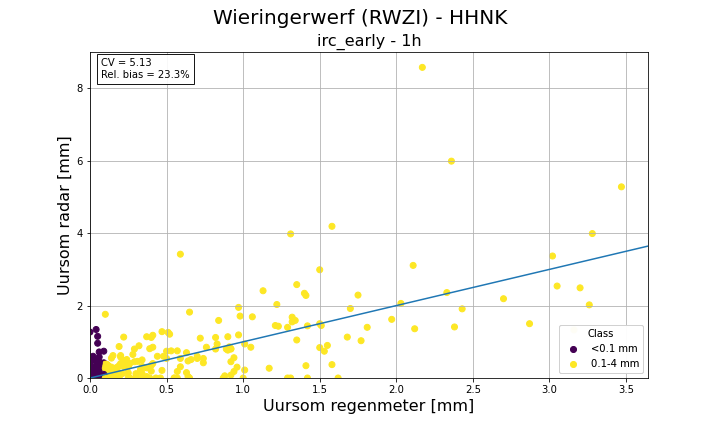 Wieringerwerf (RWZI) - HHNK
irc_early - 1h
CV = 5.13
Rel. bias = 23.3%
Uursom radar [mm]
8
6
4
2
0
0.0 0.5 1.0 1.5 2.0 2.5 3.0 3.5
Uursom regenmeter [mm]
Class
<0.1 mm
0.1-4 mm